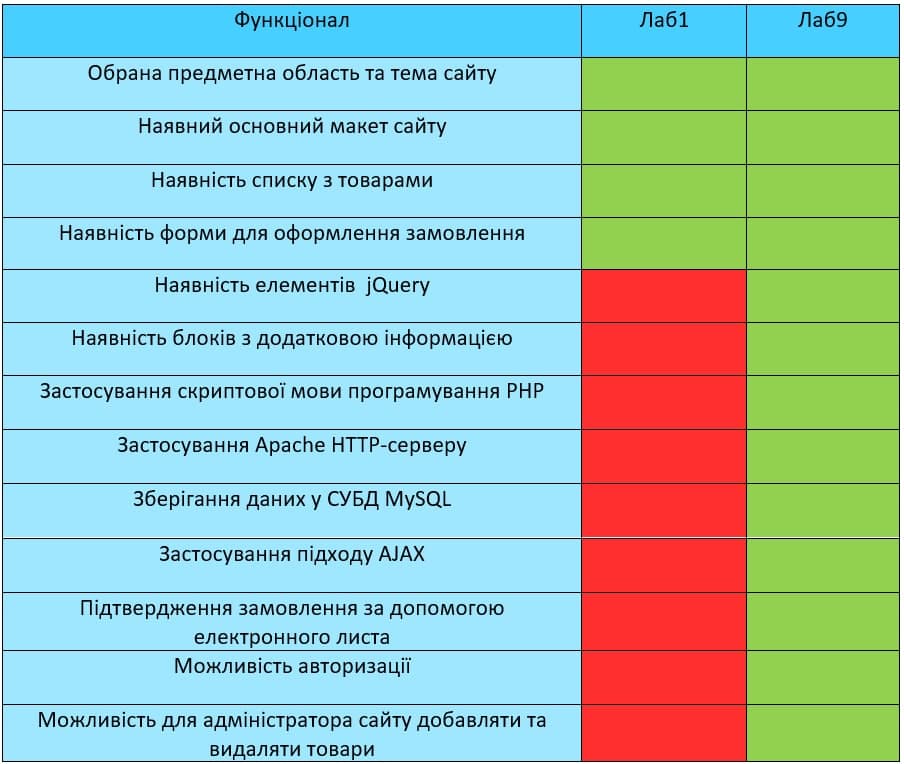 Функціонал Лаб1 Лаб9
Обрана предметна область та тема сайту
Наявний основний макет сайту
Наявність списку з товарами
Наявність форми для оформлення замовлення
Наявність елементів jQuery
Наявність блоків з додатковою інформацією
Застосування скриптової мови програмування PHP
Застосування Apache HTTP-серверу
Зберігання даних у СУБД MySQL
Застосування підходу AJAX
Підтвердження замовлення за допомогою
електронного листа
Можливість авторизації
Можливість для адміністратора сайту добавляти та
видаляти товари